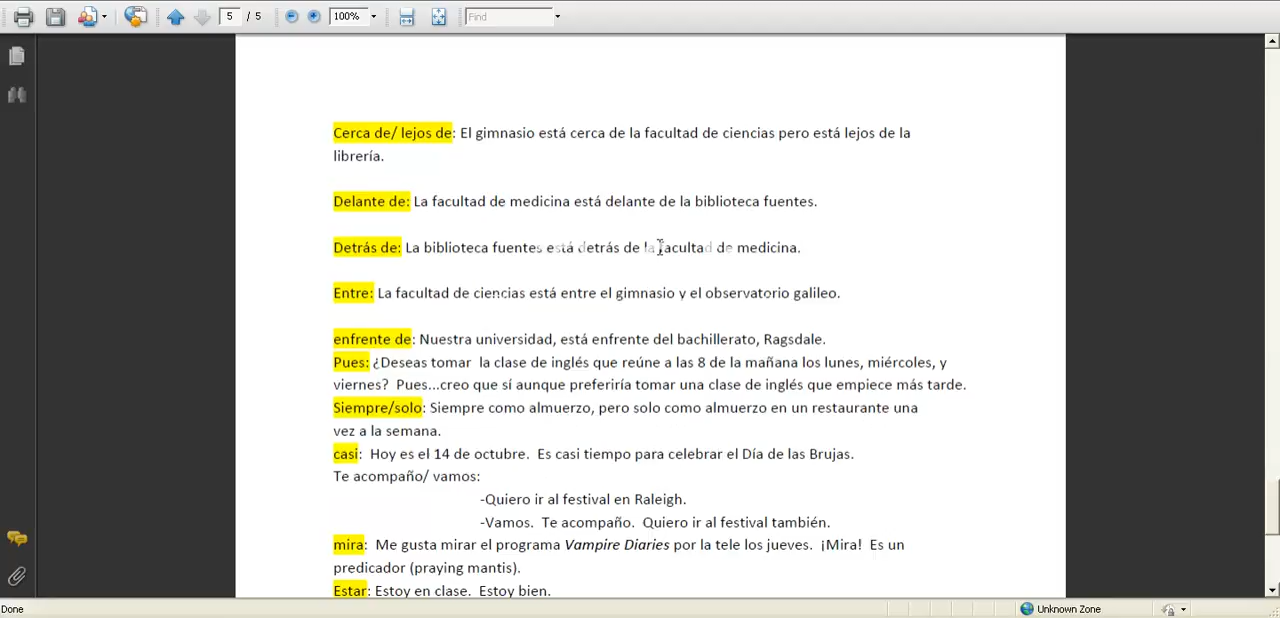 5 / 5 100% Find
Cerca de/ lejos de: El gimnasio está cerca de la facultad de ciencias pero está lejos de la
librería.
Delante de: La facultad de medicina está delante de la biblioteca fuentes.
Detrás de: La biblioteca fuentes está detrás de la facultad de medicina.
Entre: La facultad de ciencias está entre el gimnasio y el observatorio galileo.
enfrente de: Nuestra universidad, está enfrente del bachillerato, Ragsdale.
Pues: ¿Deseas tomar la clase de inglés que reúne a las 8 de la mañana los lunes, miércoles, y
viernes? Pues...creo que sí aunque preferiría tomar una clase de inglés que empiece más tarde.
Siempre/solo: Siempre como almuerzo, pero solo como almuerzo en un restaurante una
vez a la semana.
casi: Hoy es el 14 de octubre. Es casi tiempo para celebrar el Día de las Brujas.
Te acompaño/ vamos:
-Quiero ir al festival en Raleigh.
-Vamos. Te acompaño. Quiero ir al festival también.
mira: Me gusta mirar el programa Vampire Diaries por la tele los jueves. ¡Mira! Es un
predicador (praying mantis).
Estar: Estoy en clase. Estoy bien.
Done Unknown Zone